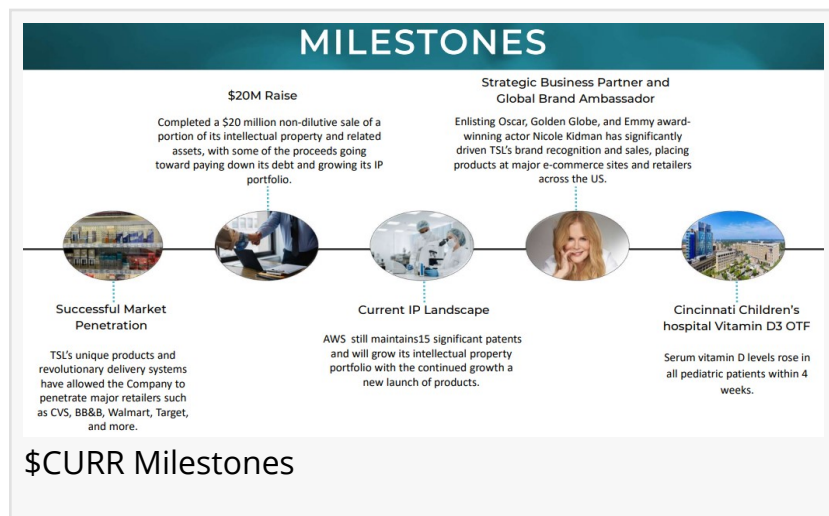 MILESTONES
$20M Raise
Completed a $20 million non-dilutive sale of a
portion of its intellectual property and related
assets, with some of the proceeds going
toward paying down its debt and growing its IP
portfolio.
Strategic Business Partner and
Global Brand Ambassador
Enlisting Oscar, Golden Globe, and Emmy award-
winning actor Nicole Kidman has significantly
driven TSL's brand recognition and sales, placing
products at major e-commerce sites and retailers
across the US.
Successful Market
Penetration
TSL's unique products and
revolutionary delivery systems
have allowed the Company to
penetrate major retailers such
as CVS, BB&B, Walmart, Target,
and more.
Current IP Landscape
AWS still maintains15 significant patents
and will grow its intellectual property
portfolio with the continued growth a
new launch of products.
Cincinnati Children's
hospital Vitamin D3 OTF
Serum vitamin D levels rose in
all pediatric patients within 4
weeks.
$CURR Milestones